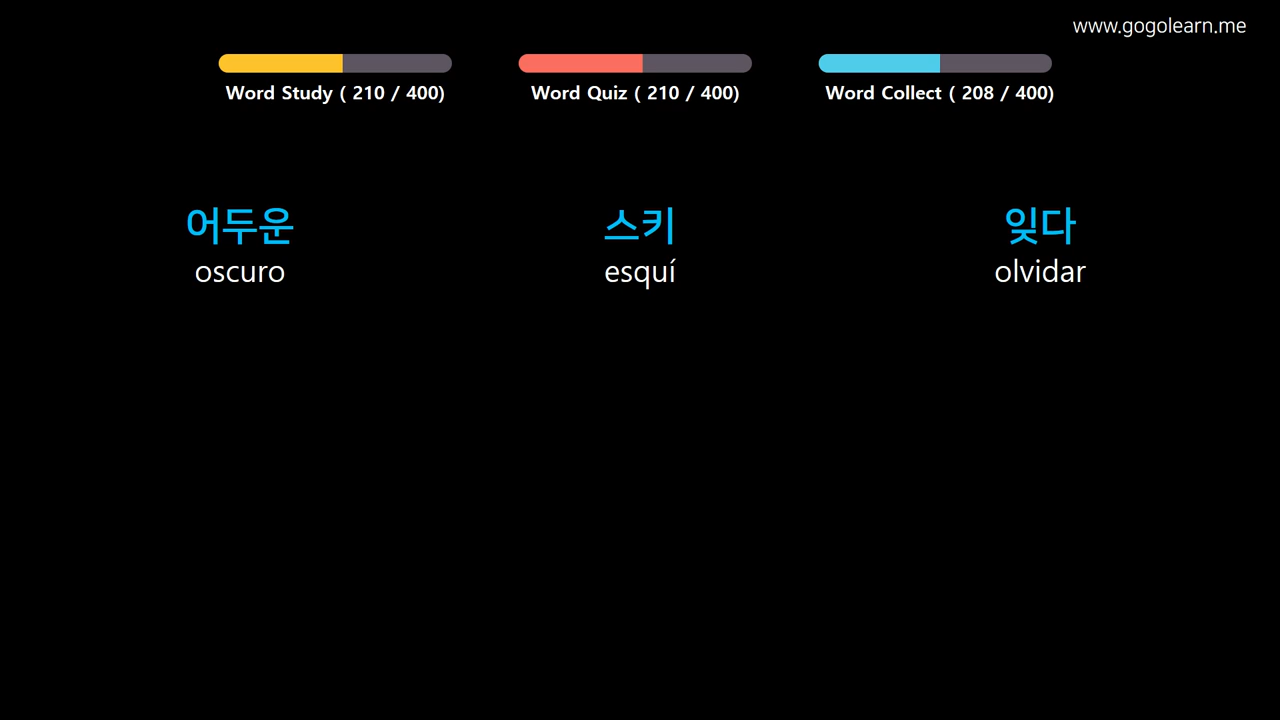 www.gogolearn.me
Word Study ( 210 / 400)
Word Quiz ( 210 / 400)
Word Collect ( 208 / 400)
어두운
oscuro
스키
esquí
잊다
olvidar